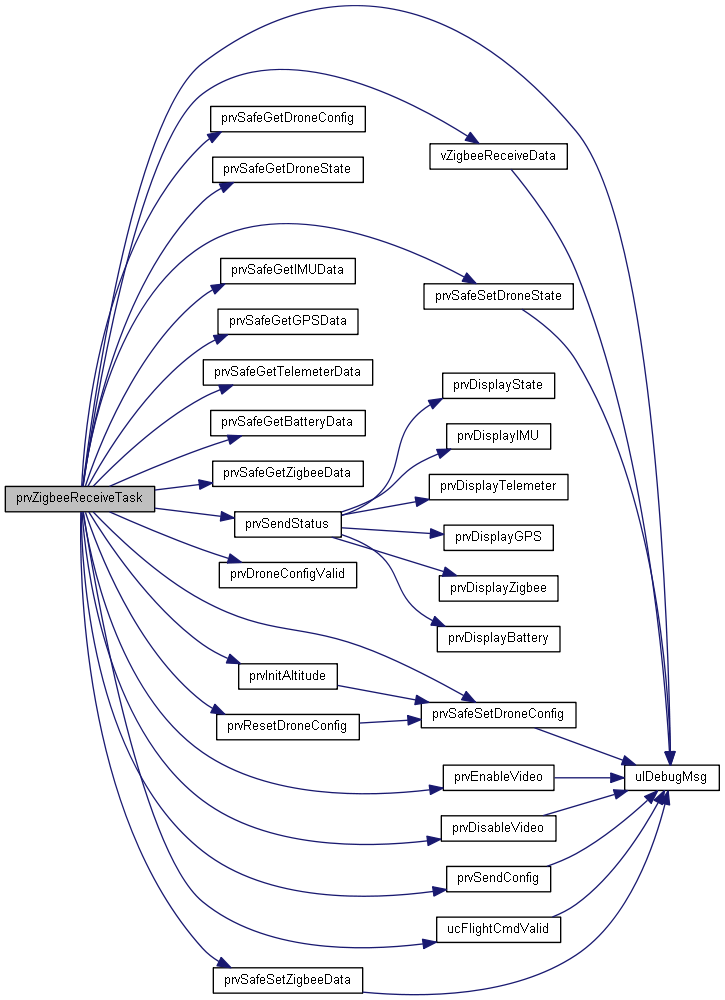 prvSafeGetDroneConfig
vZigbeeReceiveData
prvSafeGetDroneState
prvSafeGetIMUData
prvSafeSetDroneState
prvSafeGetGPSData
prvSafeGetTelemeterData
prvDisplayState
prvSafeGetBatteryData
prvDisplayIMU
prvSafeGetZigbeeData
prvDisplayTelemeter
prvZigbeeReceiveTask
prvSendStatus
prvDisplayGPS
prvDroneConfigValid
prvDisplayZigbee
prvDisplayBattery
prvInitAltitude
prvSafeSetDroneConfig
prvResetDroneConfig
prvEnableVideo
ulDebugMsg
prvDisableVideo
prvSendConfig
ucFlightCmdValid
prvSafeSetZigbeeData